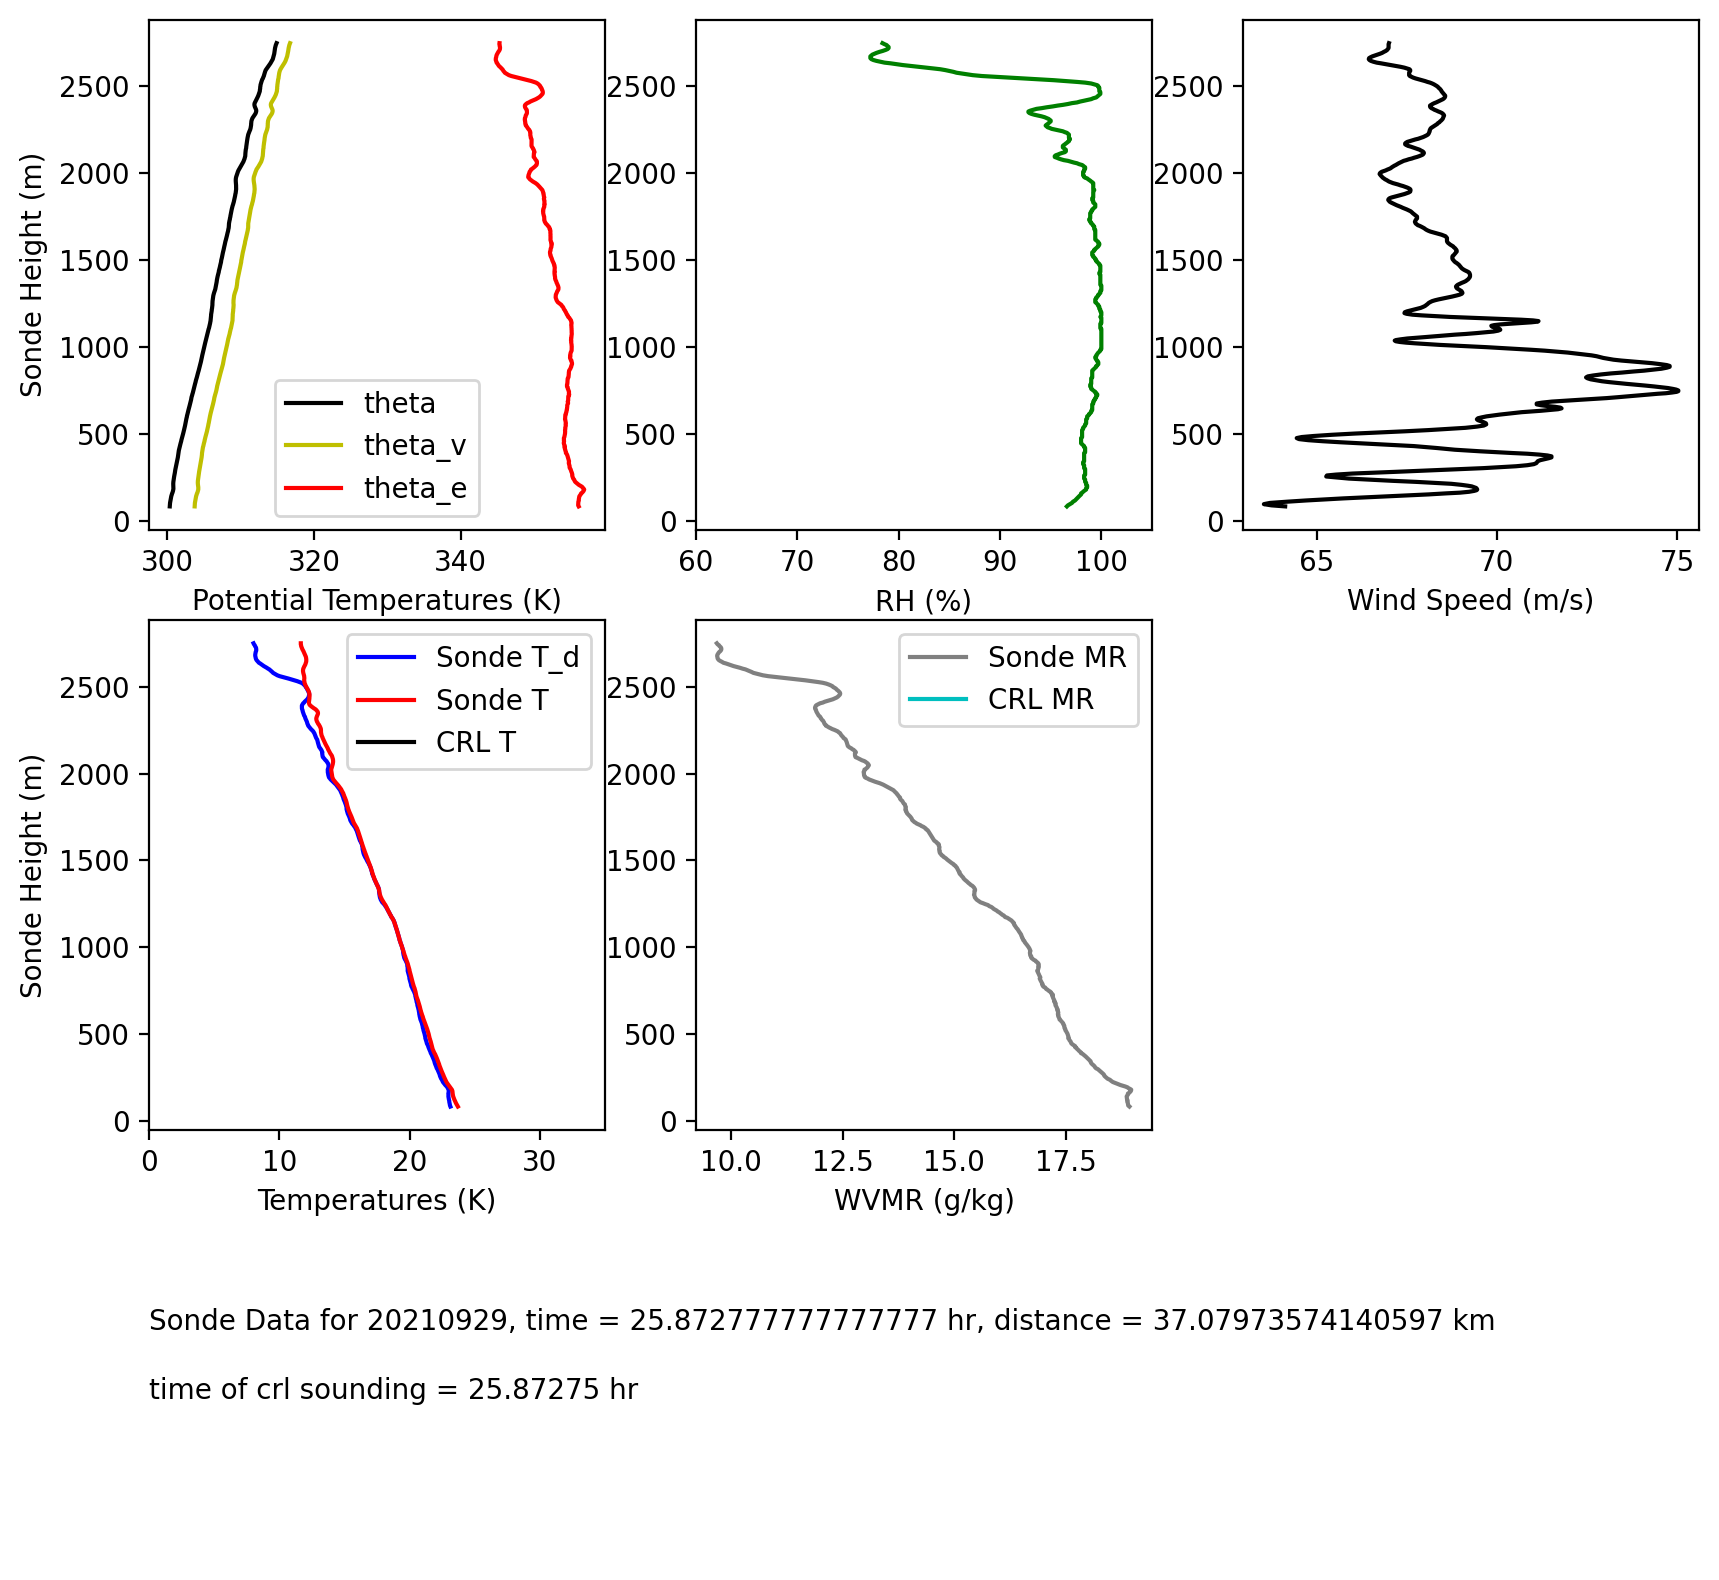 Sonde Height (m)
2500
2000
1500
1000
500
0
300
320
340
Potential Temperatures (K)
theta
theta_v
theta_e
2500
2000
1500
1000
500
0
60
70
80
90
100
RH (%)
2500
2000
1500
1000
500
0
65
70
75
Wind Speed (m/s)
Sonde Height (m)
2500
2000
1500
1000
500
0
0
10
20
30
Temperatures (K)
Sonde T_d
Sonde T
CRL T
2500
2000
1500
1000
500
0
10.0
12.5
15.0
17.5
WVMR (g/kg)
Sonde MR
CRL MR
Sonde Data for 20210929, time = 25.872777777777777 hr, distance = 37.07973574140597 km
time of crl sounding = 25.87275 hr